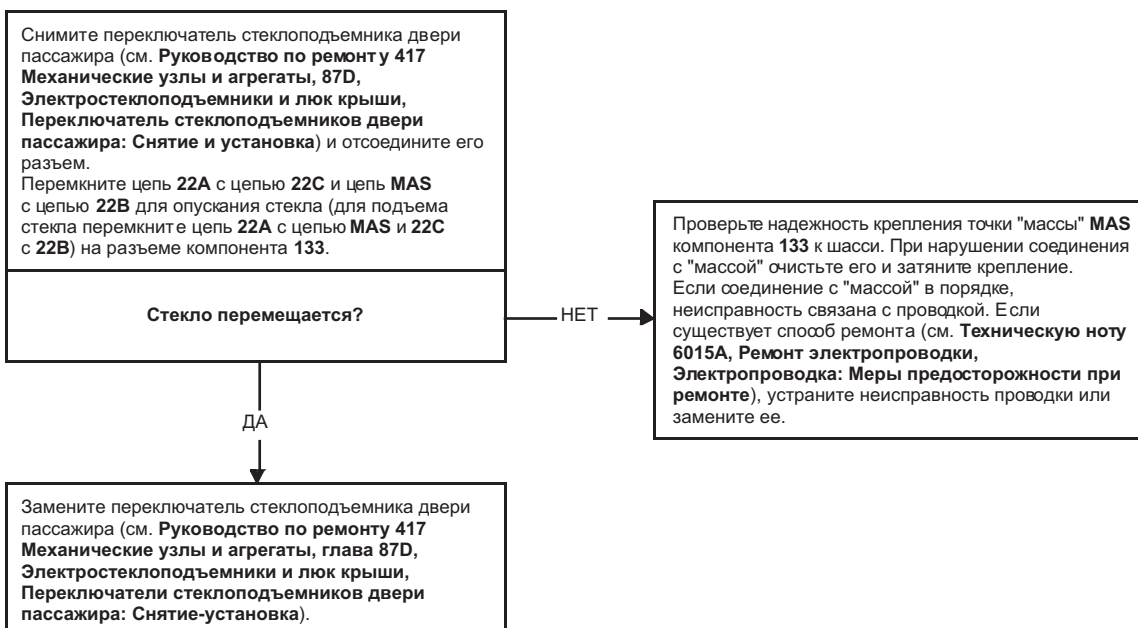 Снимите переключатель стеклоподъемника двери
пассажира (см. Руководство по ремонту 417
Механические узлы и агрегаты, 87D,
Электростеклоподъемники и люк крыши,
Переключатель стеклоподъемников двери
пассажира: Снятие и установка) и отсоедините его
разъем.
Перемкните цепь 22A с цепью 22C и цепь MAS
с цепью 22B для опускания стекла (для подъема
стекла перемкните цепь 22A с цепью MAS и 22C
с 22B) на разъеме компонента 133.
Стекло перемещается?
НЕТ
Проверьте надежность крепления точки "массы" MAS
компонента 133 к шасси. При нарушении соединения
с "массой" очистьте его и затяните крепление.
Если соединение с "массой" в порядке,
неисправность связана с проводкой. Если
существует способ ремонта (см. Техническую ноту
6015A, Ремонт электропроводки,
Электропроводка: Меры предосторожности при
ремонте), устраните неисправность проводки или
замените ее.
ДА
Замените переключатель стеклоподъемника двери
пассажира (см. Руководство по ремонту 417
Механические узлы и агрегаты, глава 87D,
Электростеклоподъемники и люк крыши,
Переключатели стеклоподъемников двери
пассажира: Снятие-установка).